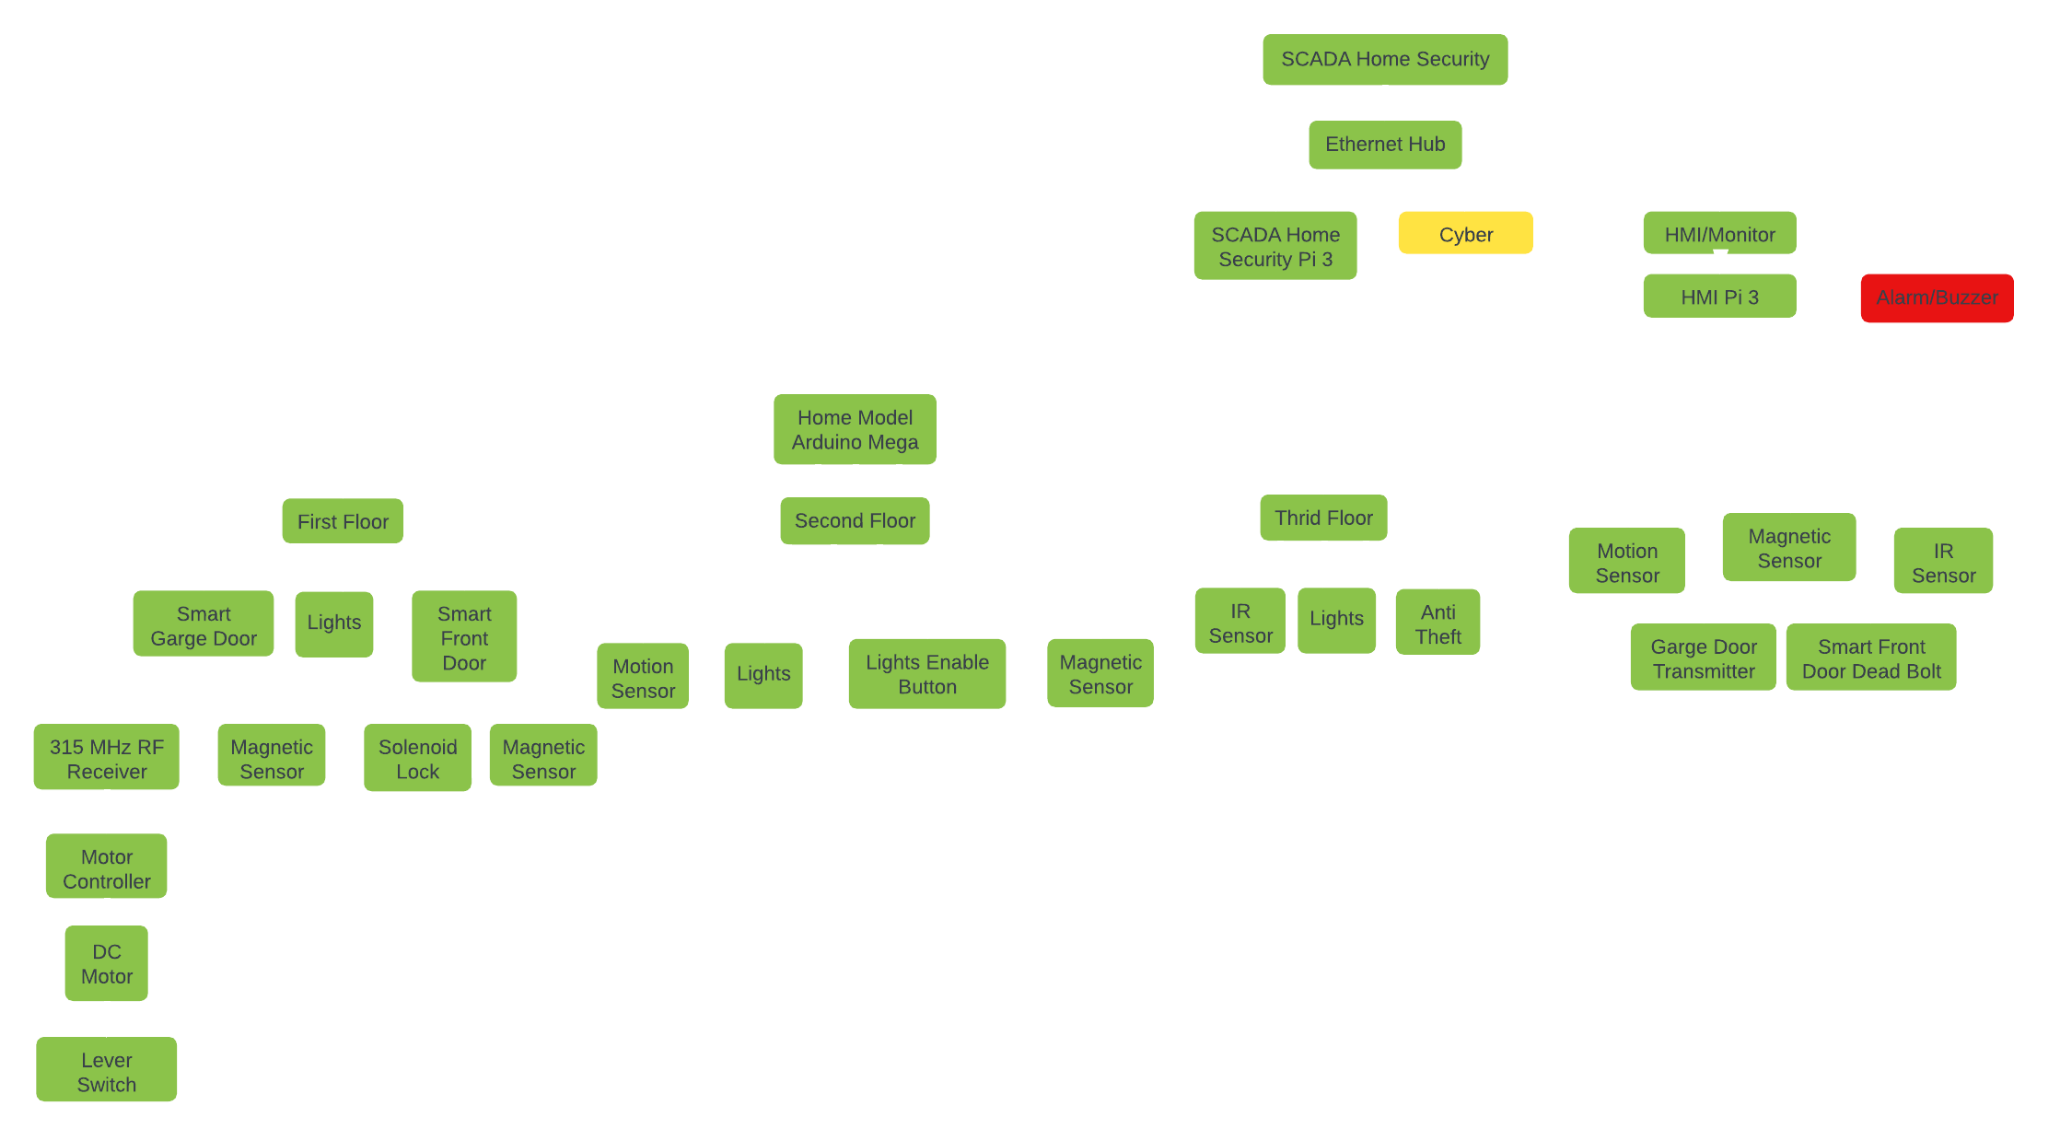 SCADA Home Security
Ethernet Hub
SCADA Home
Security Pi 3
Cyber
HMI/Monitor
HMI Pi 3
Alarm/Buzzer
Home Model
Arduino Mega
First Floor
Second Floor
Thrid Floor
Motion
Sensor
Magnetic
Sensor
IR
Sensor
Smart
Garge Door
Lights
Smart
Front
Door
Motion
Sensor
Lights
Lights Enable
Button
Magnetic
Sensor
IR
Sensor
Lights
Anti
Theft
Garge Door
Transmitter
Smart Front
Door Dead Bolt
315 MHz RF
Receiver
Magnetic
Sensor
Solenoid
Lock
Magnetic
Sensor
Motor
Controller
DC
Motor
Lever
Switch